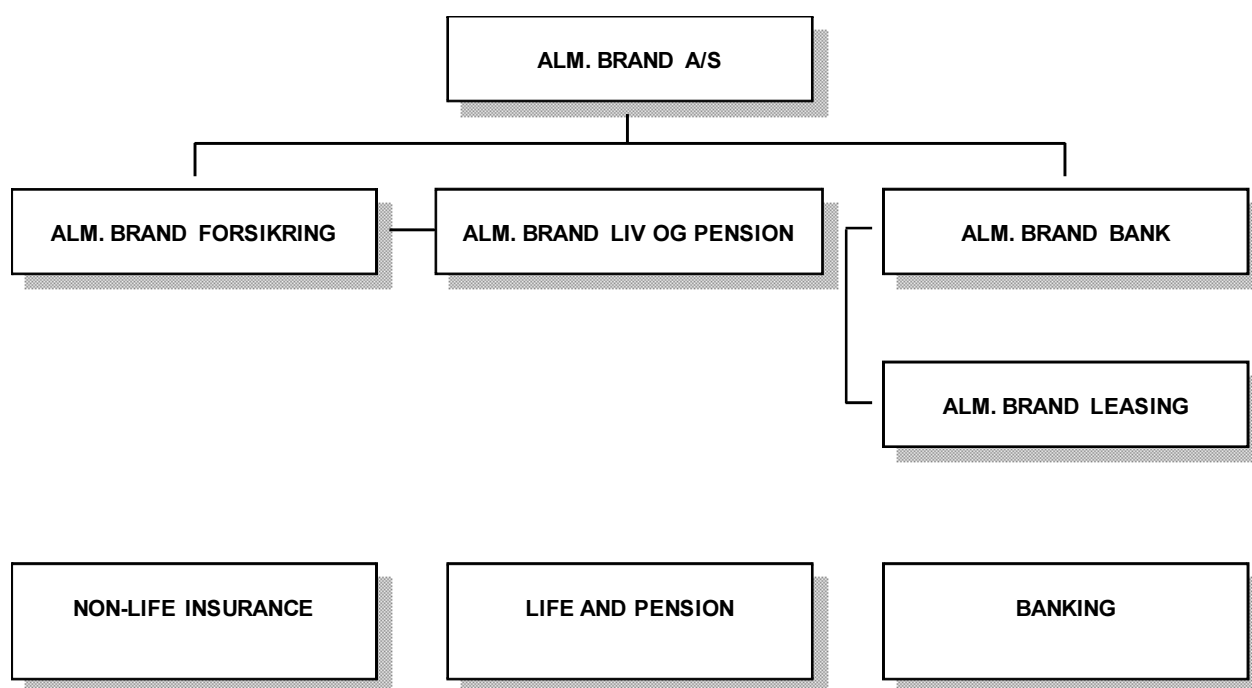 ALM. BRAND A/S
ALM. BRAND FORSIKRING
ALM. BRAND LIV OG PENSION
ALM. BRAND BANK
ALM. BRAND LEASING
NON-LIFE INSURANCE
LIFE AND PENSION
BANKING